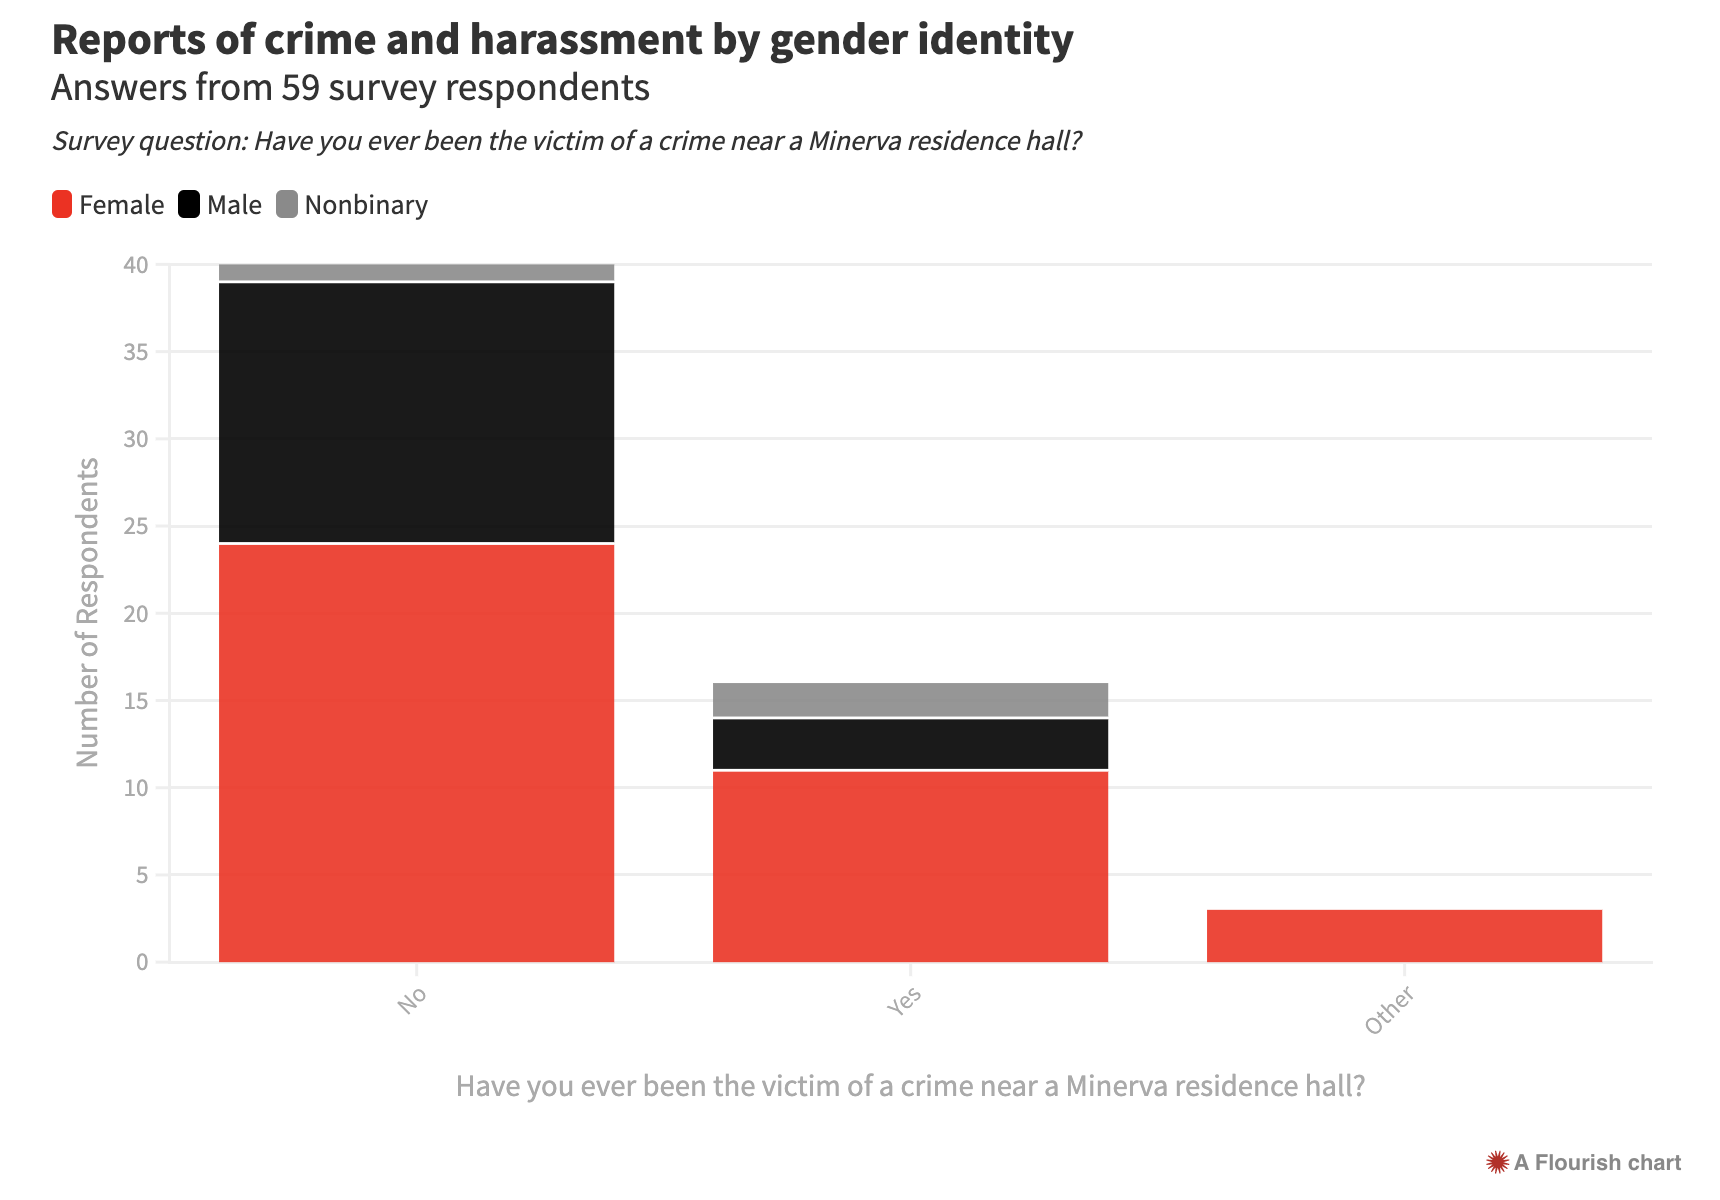 Reports of crime and harassment by gender identity
Answers from 59 survey respondents
Survey question: Have you ever been the victim of a crime near a Minerva residence hall?
Female Male Nonbinary
40
35
30
25
20
15
10
5
0
Number of Respondents
No
Yes
Other
Have you ever been the victim of a crime near a Minerva residence hall?
A Flourish chart